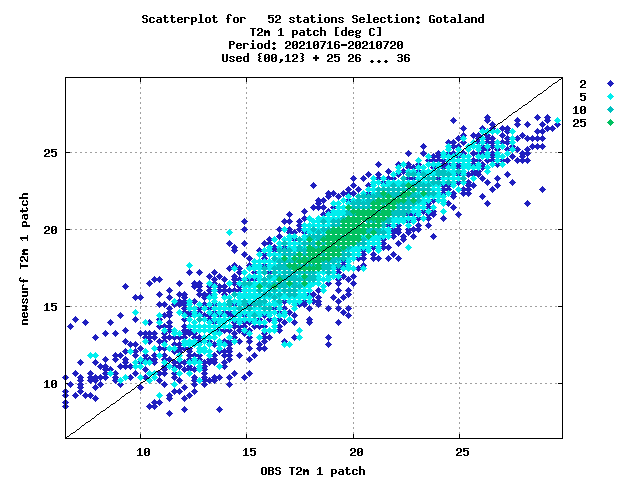 Scatterplot for   52 stations Selection: Gotaland
T2m 1 patch [deg C]
Period: 20210716-20210720
Used {00,12} + 25 26 ... 36
2
5
10
25
25
20
15
10
newsurf T2m 1 patch
10 15 20 25
OBS T2m 1 patch